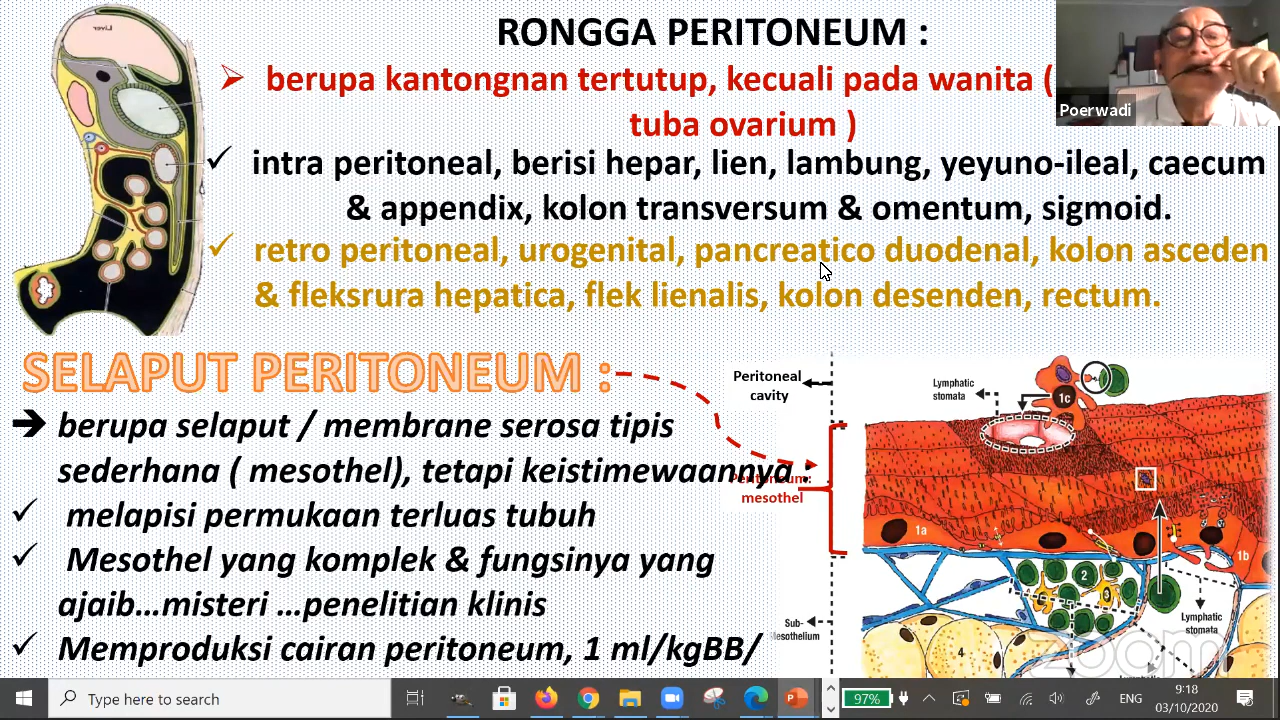 Liver
RONGGA PERITONEUM :
berupa kantongnan tertutup, kecuali pada wanita (
tuba ovarium )
Poerwadi
intra peritoneal, berisi hepar, lien, lambung, yeyuno-ileal, caecum
& appendix, kolon transversum & omentum, sigmoid.
retro peritoneal, urogenital, pancreatico duodenal, kolon asceden
& fleksrura hepatica, flek lienalis, kolon desenden, rectum.
SELAPUT PERITONEUM :
berupa selaput / membrane serosa tipis
sederhana ( mesothel), tetapi keistimewaannya :
melapisi permukaan terluas tubuh
Mesothel yang komplek & fungsinya yang
ajaib...misteri ...penelitian klinis
Memproduksi cairan peritoneum, 1 ml/kgBB/
Peritoneal
cavity
Lymphatic
stomata
1c
Peritoneum:
mesothel
1a
1b
2
3
Lymphatic
stomata
Sub-
Mesothelium
4
zoom
Type here to search
97%
ENG
9:18
03/10/2020